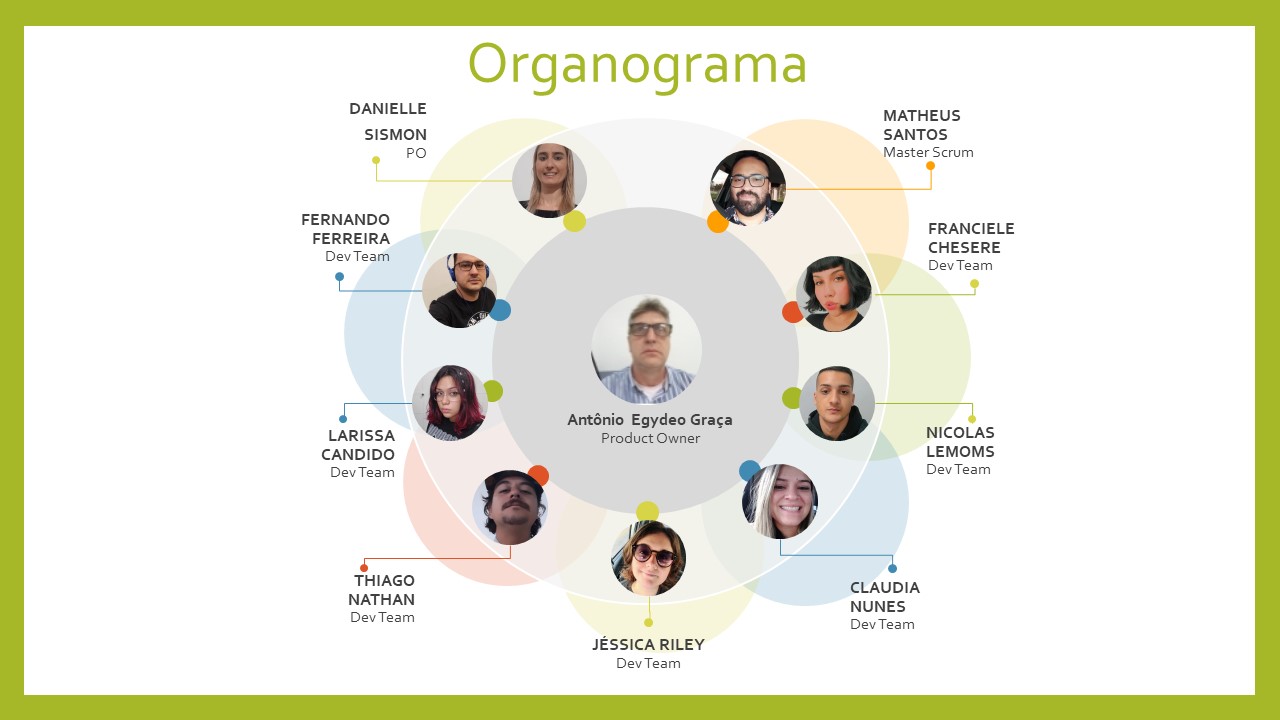 Organograma
DANIELLE
SISMON
PO
MATHEUS
SANTOS
Master Scrum
FERNANDO
FERREIRA
Dev Team
FRANCIELE
CHESERE
Dev Team
Antônio Egydeo Graça
Product Owner
LARISSA
CANDIDO
Dev Team
NICOLAS
LEMOMS
Dev Team
THIAGO
NATHAN
Dev Team
CLAUDIA
NUNES
Dev Team
JÉSSICA RILEY
Dev Team